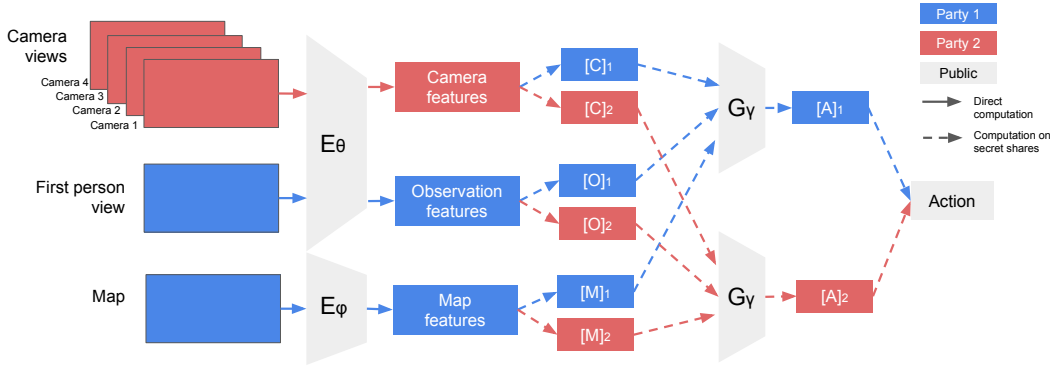 Camera
views
Camera 4
Camera 3
Camera 2
Camera 1
First person
view
Map
Eθ
Eφ
Camera
features
Observation
features
Map
features
[C]1
[C]2
[O]1
[O]2
[M]1
[M]2
Gγ
Gγ
[A]1
[A]2
Action
Party 1
Party 2
Public
Direct
computation
Computation on
secret shares